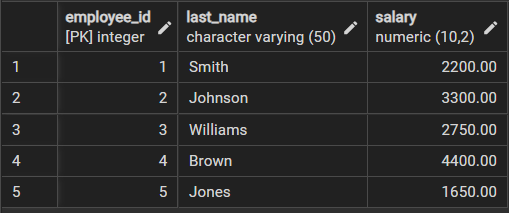 employee_id last_name salary
[PK] integer character varying (50) numeric (10,2)
1 1 Smith 2200.00
2 2 Johnson 3300.00
3 3 Williams 2750.00
4 4 Brown 4400.00
5 5 Jones 1650.00